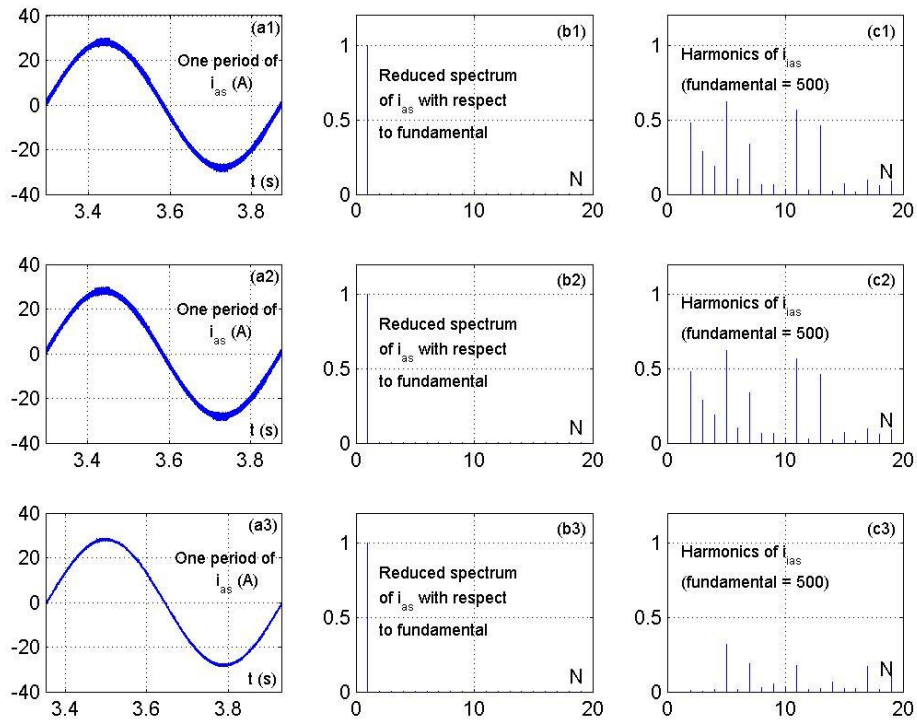 40
20
0
-20
-40
3.4
3.6
3.8
(a1)
One period of
i_as (A)
t (s)
1
0.5
0
0
10
20
(b1)
Reduced spectrum
of i_as with respect
to fundamental
N
1
0.5
0
0
10
20
(c1)
Harmonics of i_ias
(fundamental = 500)
N
40
20
0
-20
-40
3.4
3.6
3.8
(a2)
One period of
i_as (A)
t (s)
1
0.5
0
0
10
20
(b2)
Reduced spectrum
of i_as with respect
to fundamental
N
1
0.5
0
0
10
20
(c2)
Harmonics of i_ias
(fundamental = 500)
N
40
20
0
-20
-40
3.4
3.6
3.8
(a3)
One period of
i_as (A)
t (s)
1
0.5
0
0
10
20
(b3)
Reduced spectrum
of i_as with respect
to fundamental
N
1
0.5
0
0
10
20
(c3)
Harmonics of i_ias
(fundamental = 500)
N